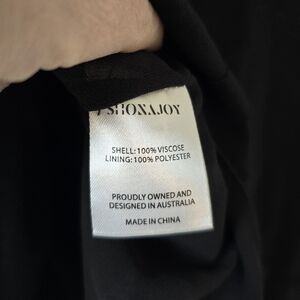 SHONAJOY
SHELL: 100% VISCOSE
LINING: 100% POLYESTER
PROUDLY OWNED AND
DESIGNED IN AUSTRALIA
MADE IN CHINA